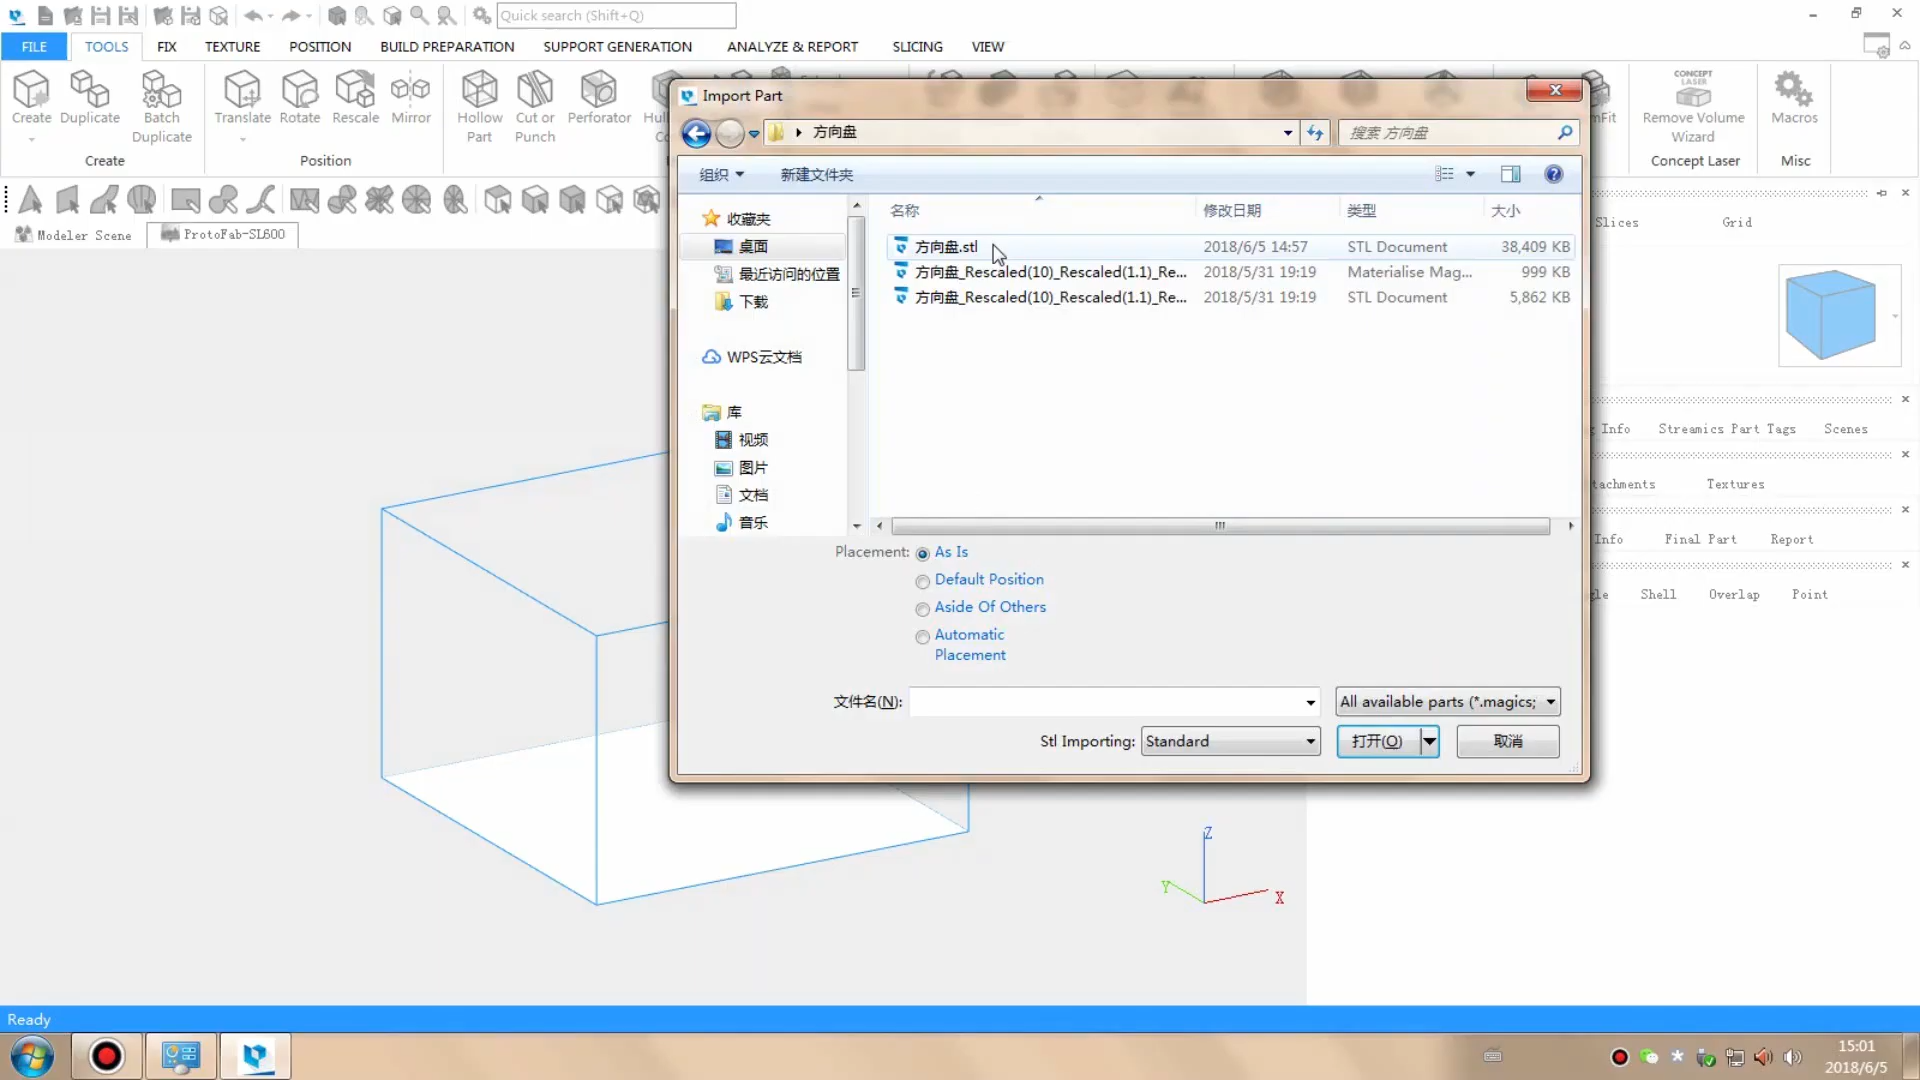 Quick search (Shift+Q)
FILE TOOLS FIX TEXTURE POSITION BUILD PREPARATION SUPPORT GENERATION ANALYZE & REPORT SLICING VIEW
Create Duplicate Batch Duplicate Translate Rotate Rescale Mirror Hollow Part Cut or Punch Perforator
Remove Volume Wizard Macros
CONCEPT LASER
Create Position Concept Laser Misc
Modeler Scene ProtoFab-SL600
Import Part
方向盘
搜索 方向盘
组织 新建文件夹
名称 修改日期 类型 大小
方向盘.stl 2018/6/5 14:57 STL Document 38,409 KB
方向盘_Rescaled(10)_Rescaled(1.1)_Re... 2018/5/31 19:19 Materialise Mag... 999 KB
方向盘_Rescaled(10)_Rescaled(1.1)_Re... 2018/5/31 19:19 STL Document 5,862 KB
收藏夹
桌面
最近访问的位置
下载
WPS云文档
库
视频
图片
文档
音乐
Placement: As Is
Default Position
Aside Of Others
Automatic
Placement
文件名(N): All available parts (*.magics;
Stl Importing: Standard 打开(O) 取消
Slices Grid
Info Streamics Part Tags Scenes
Textures
Info Final Part Report
Shell Overlap Point
Z
Y
X
Ready
15:01
2018/6/5